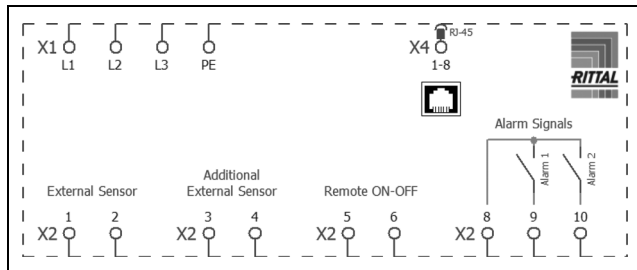 RJ-45
X1 X4
L1 L2 L3 PE 1-8
RITTAL
Alarm Signals
Alarm 1
Alarm 2
Additional
External Sensor External Sensor Remote ON-OFF
1 2 3 4 5 6 8 9 10
X2 X2 X2 X2